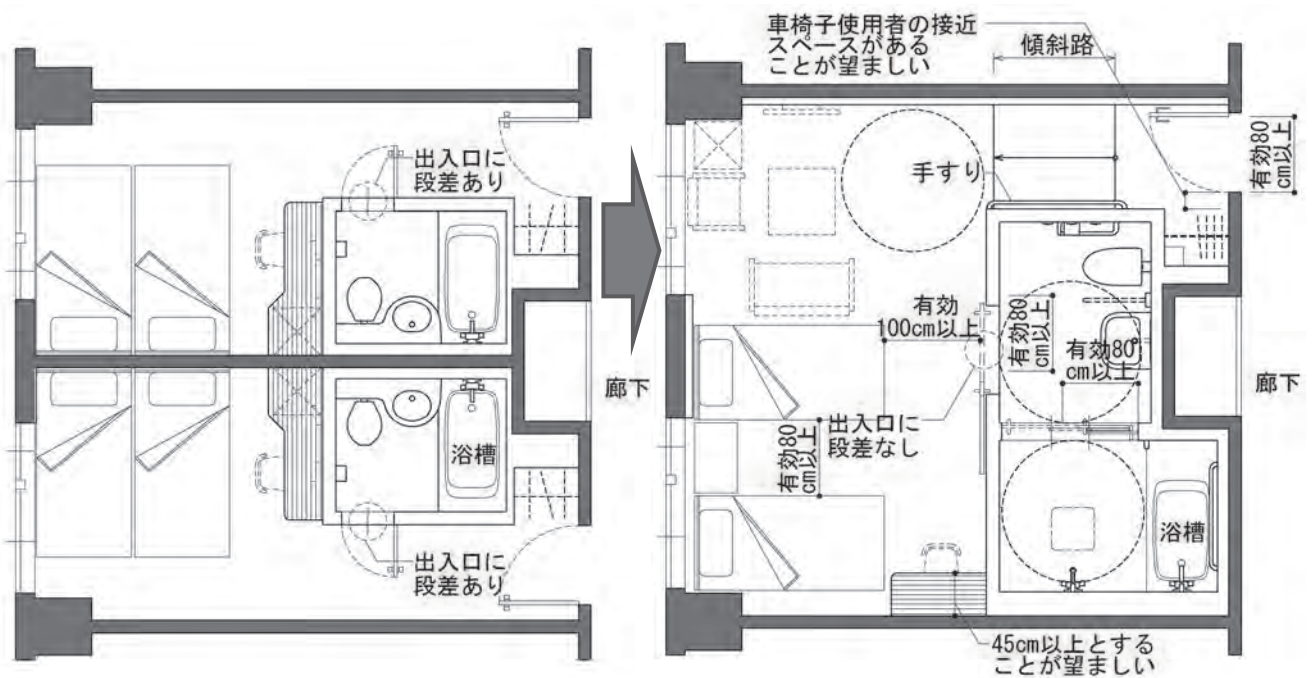 出入口に
段差あり
廊下
浴槽
出入口に
段差あり
車椅子使用者の接近
スペースがある
ことが望ましい
傾斜路
有効80
cm以上
手すり
有効
100cm以上
有効80
cm以上
有効80
cm以上
廊下
出入口に
段差なし
有効80
cm以上
浴槽
45cm以上とする
ことが望ましい